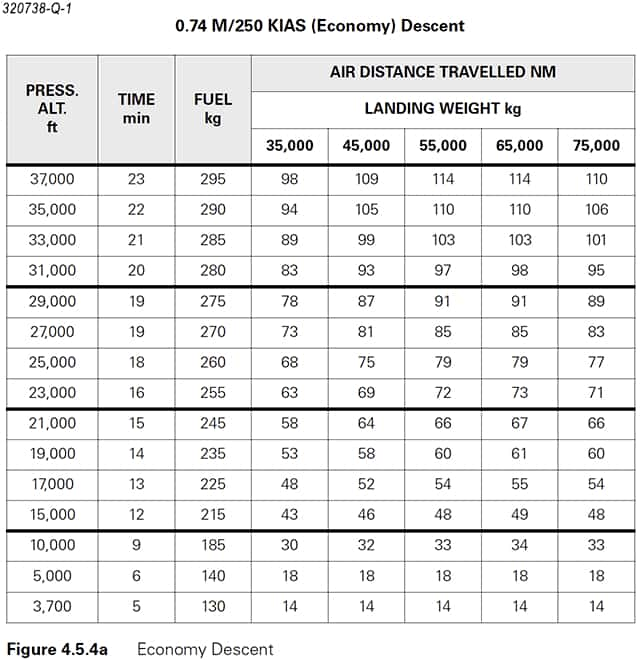 320738-Q-1
0.74 M/250 KIAS (Economy) Descent
PRESS. ALT. ft TIME min FUEL kg AIR DISTANCE TRAVELLED NM
LANDING WEIGHT kg
35,000 45,000 55,000 65,000 75,000
37,000 23 295 98 109 114 114 110
35,000 22 290 94 105 110 110 106
33,000 21 285 89 99 103 103 101
31,000 20 280 83 93 97 98 95
29,000 19 275 78 87 91 91 89
27,000 19 270 73 81 85 85 83
25,000 18 260 68 75 79 79 77
23,000 16 255 63 69 72 73 71
21,000 15 245 58 64 66 67 66
19,000 14 235 53 58 60 61 60
17,000 13 225 48 52 54 55 54
15,000 12 215 43 46 48 49 48
10,000 9 185 30 32 33 34 33
5,000 6 140 18 18 18 18 18
3,700 5 130 14 14 14 14 14
Figure 4.5.4a Economy Descent